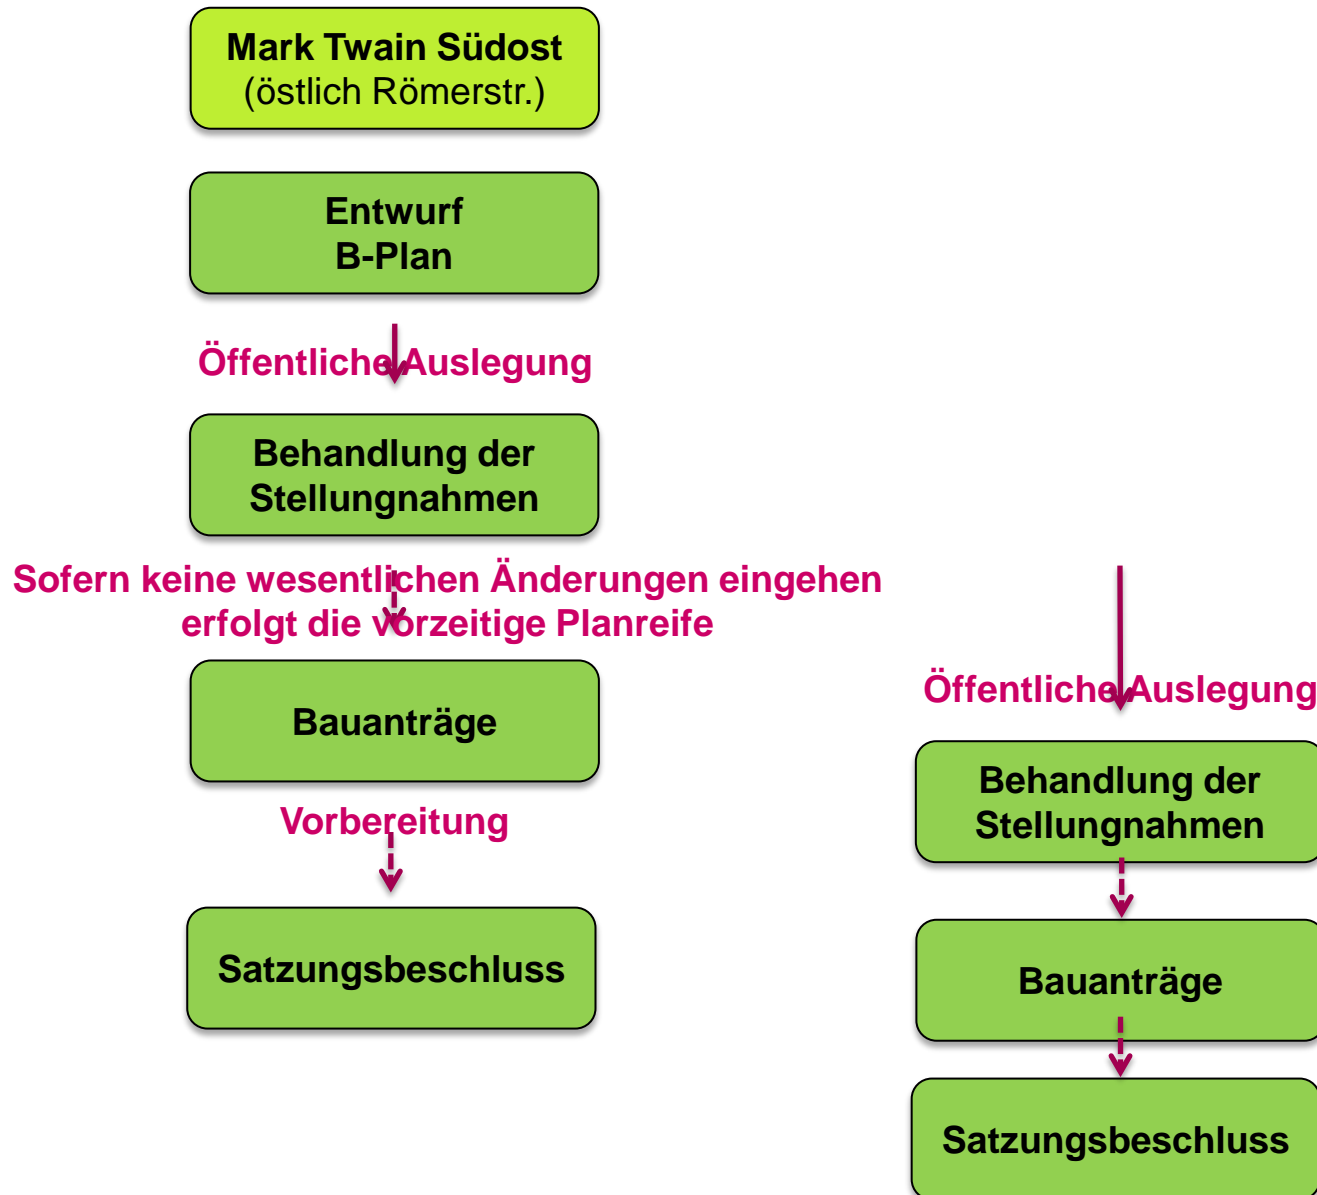 Mark Twain Südost
(östlich Römerstr.)
Entwurf
B-Plan
Öffentliche Auslegung
Behandlung der
Stellungnahmen
Sofern keine wesentlichen Änderungen eingehen
erfolgt die vorzeitige Planreife
Bauanträge
Vorbereitung
Satzungsbeschluss
Öffentliche Auslegung
Behandlung der
Stellungnahmen
Bauanträge
Satzungsbeschluss